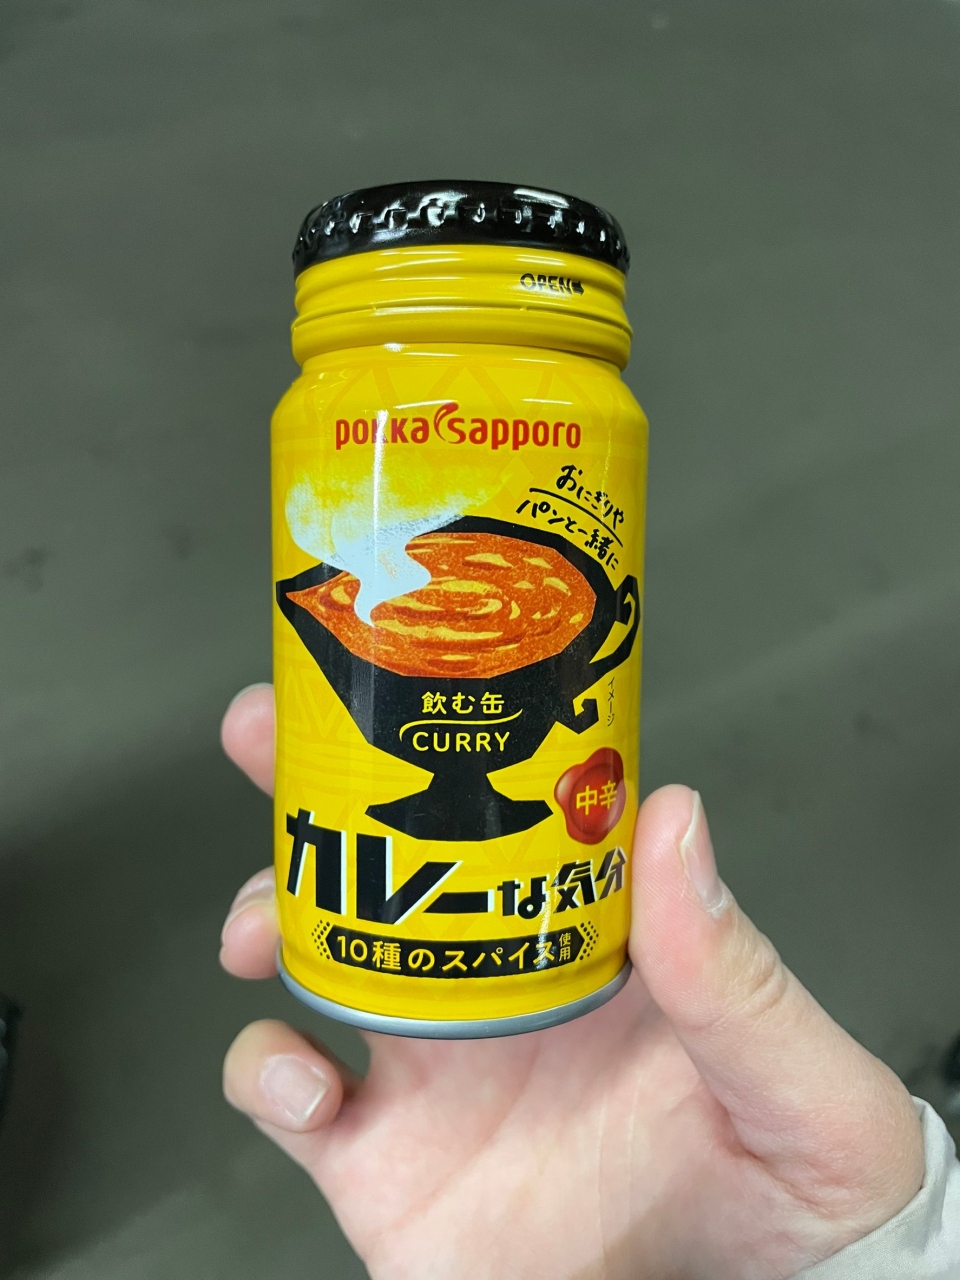 OPEN
pokka sapporo
おにぎりや
パンと一緒に
飲む缶
CURRY
イメージ
中辛
カレーな気分
10種のスパイス使用